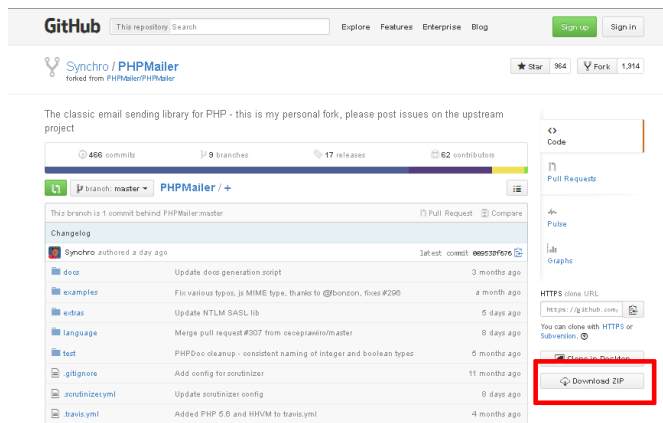 GitHub This repository Search Explore Features Enterprise Blog Sign up Sign in
Synchro / PHPMailer
forked from PHPMailer/PHPMailer
Star 964 Fork 1,914
The classic email sending library for PHP - this is my personal fork, please post issues on the upstream
project
466 commits 9 branches 17 releases 62 contributors
branch: master PHPMailer / +
This branch is 1 commit behind PHPMailer:master Pull Request Compare
Changelog
Synchro authored a day ago latest commit
docs Update docs generation script 3 months ago
examples Fix various typos, js MIME type, thanks to @fbonzon, fixes #296 a month ago
extras Update NTLM SASL lib 5 days ago
language Merge pull request #307 from ceceprawiro/master 8 days ago
test PHPDoc cleanup - consistent naming of integer and boolean types 5 months ago
.gitignore Add config for scrutinizer 11 months ago
.scrutinizer.yml Update scrutinizer config 8 days ago
.travis.yml Added PHP 5.6 and HHVM to travis.yml 4 months ago
Code
Pull Requests
Pulse
Graphs
HTTPS clone URL
https://github.com/
You can clone with HTTPS or
Subversion.
Clone in Desktop
Download ZIP